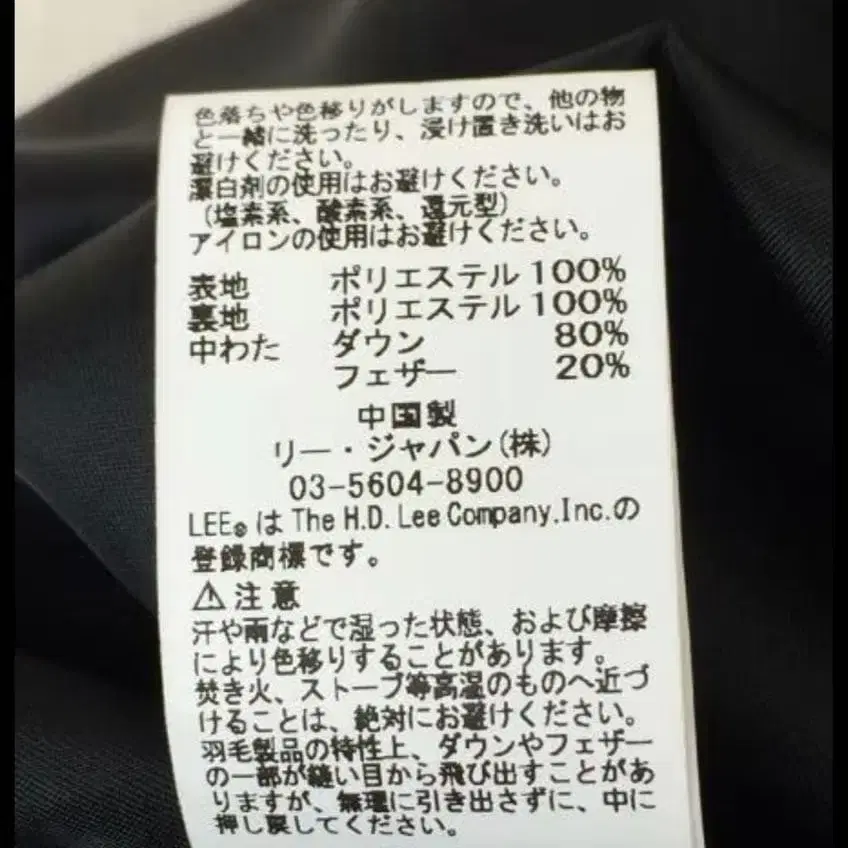 色落ちや色移りがしますので、他の物
と一緒に洗ったり、浸け置き洗いはお
避けください。
漂白剤の使用はお避けください。
（塩素系、酸素系、還元型）
アイロンの使用はお避けください。
表地 ポリエステル 100%
裏地 ポリエステル 100%
中わた ダウン 80%
フェザー 20%
中国製
リー・ジャパン(株)
03-5604-8900
LEE® は The H.D. Lee Company,Inc.の
登録商標です。
⚠注意
汗や雨などで湿った状態、および摩擦
により色移りすることがあります。
焚き火、ストーブ等高温のものへ近づ
けることは、絶対にお避けください。
羽毛製品の特性上、ダウンやフェザー
の一部が縫い目から飛び出すことがあ
りますが、無理に引き出さずに、中に
押し戻してください。